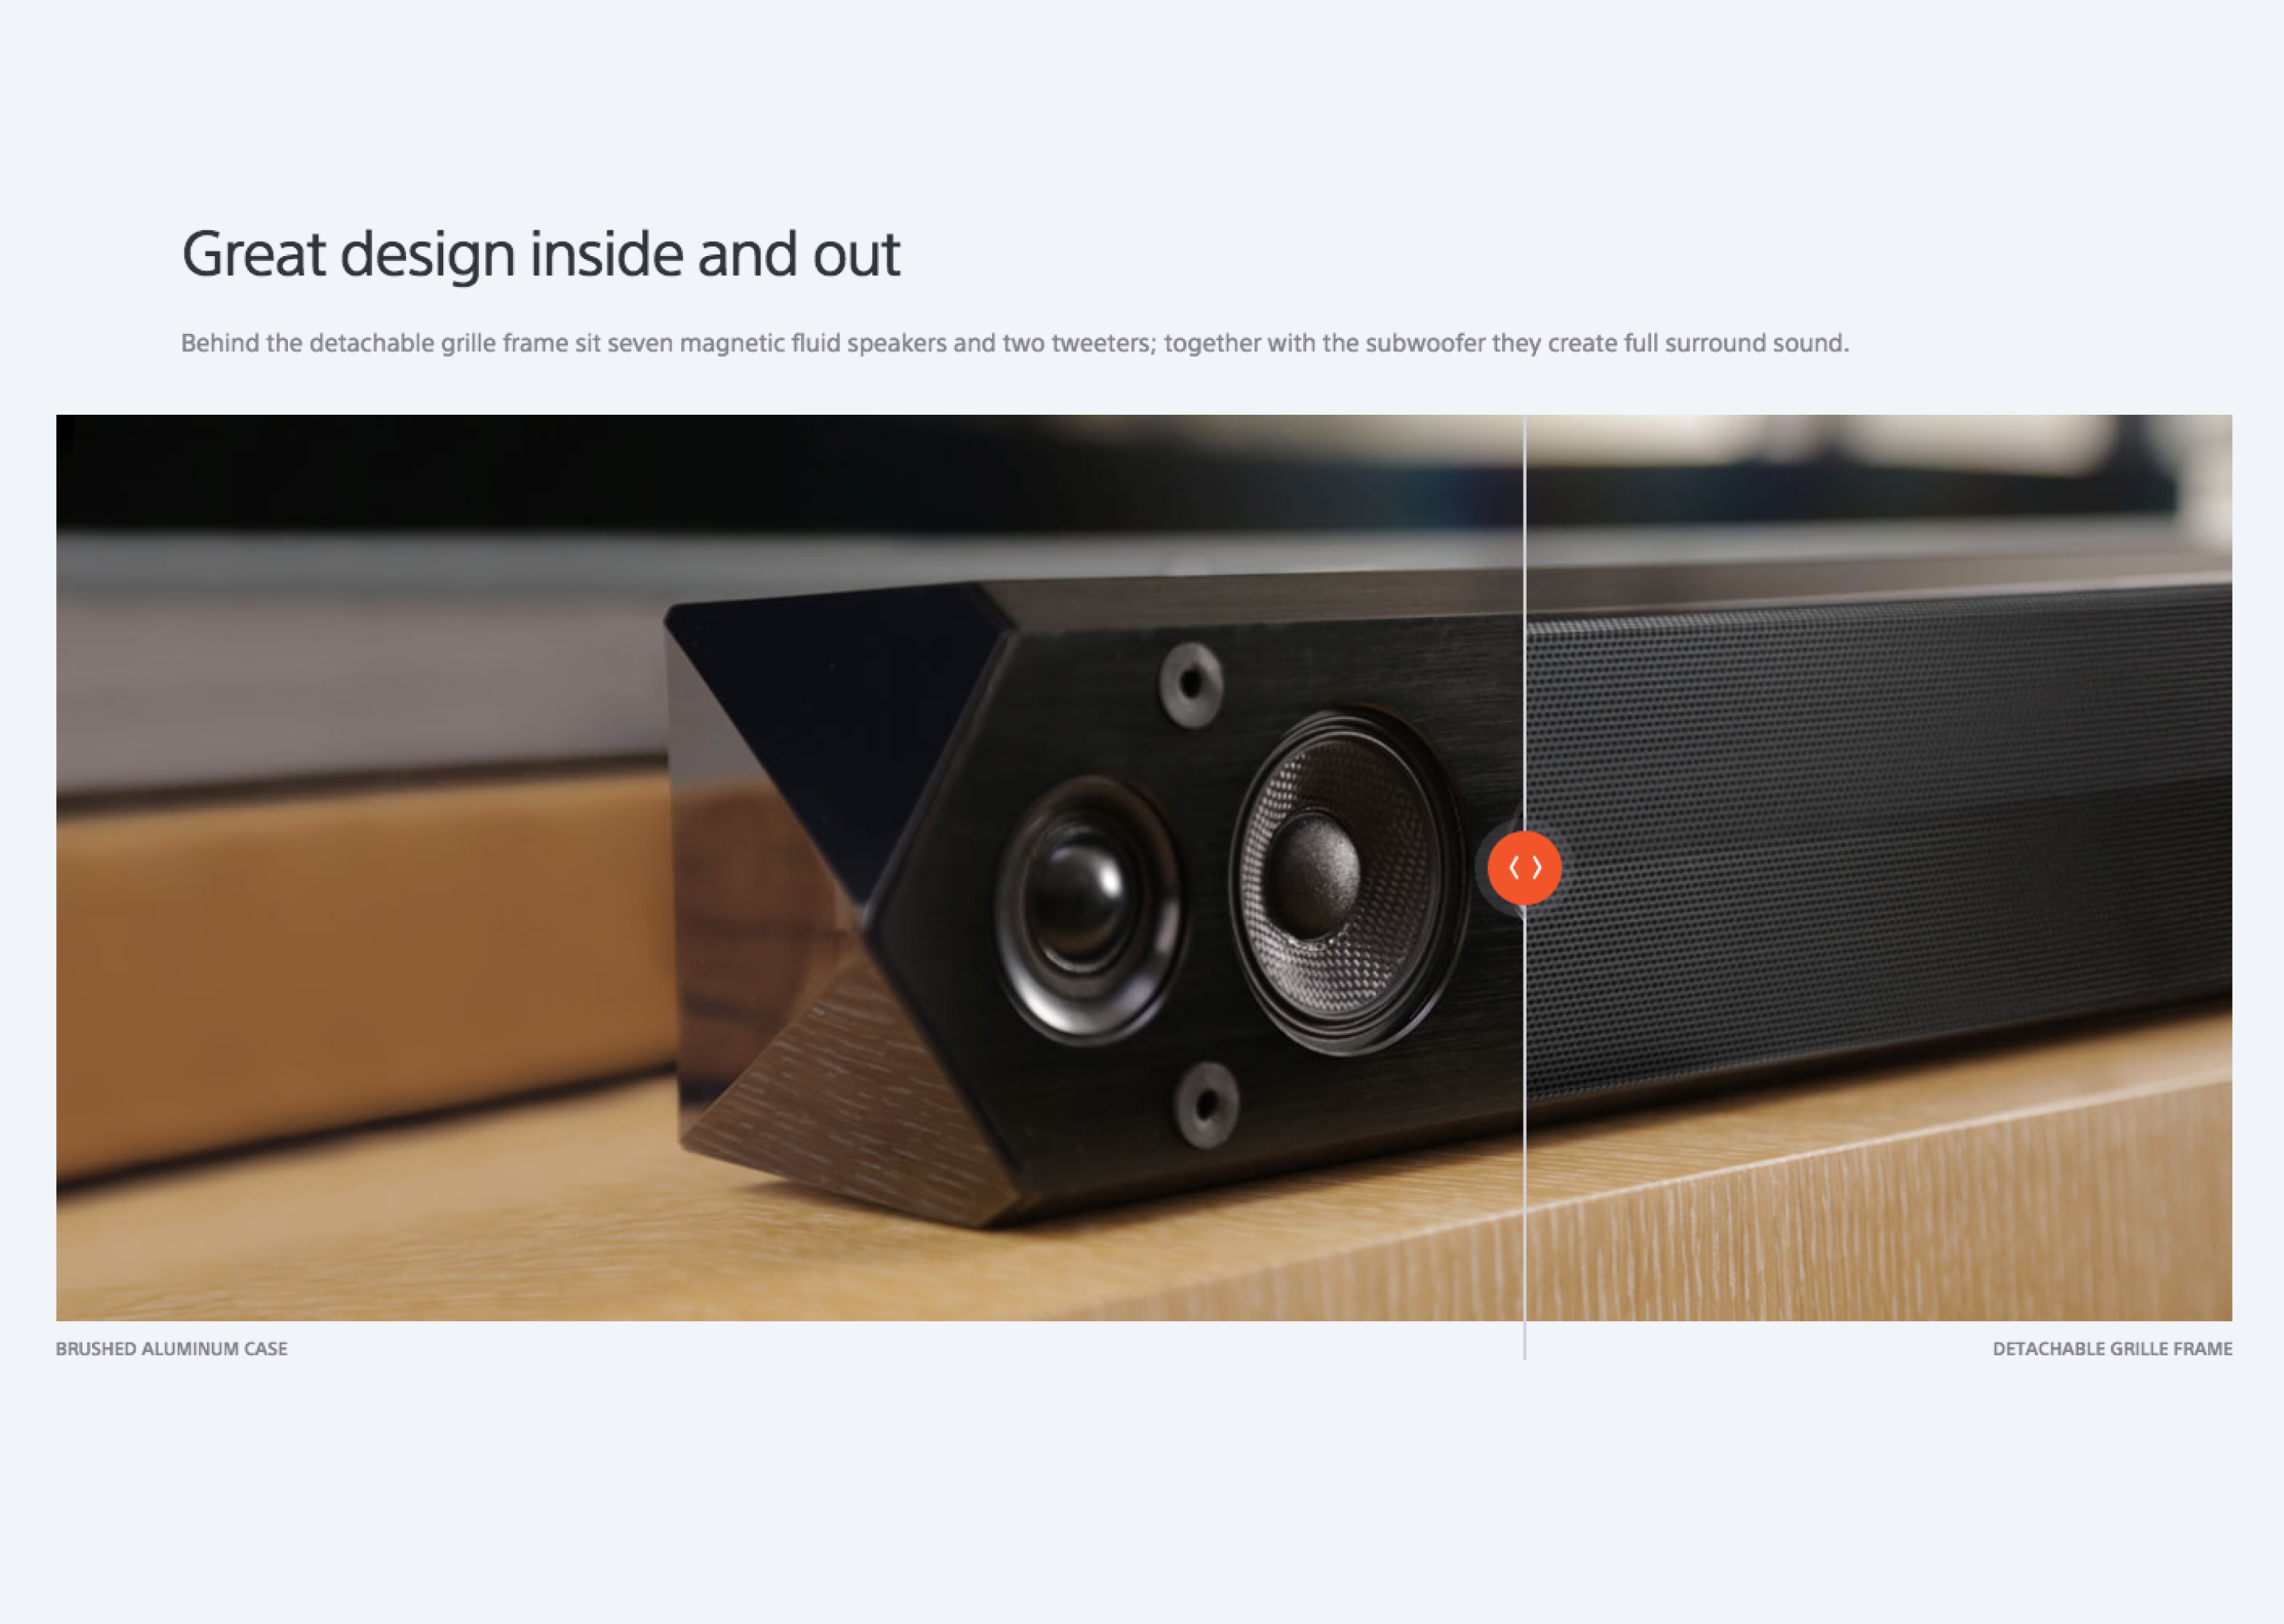 Great design inside and out
Behind the detachable grille frame sit seven magnetic fluid speakers and two tweeters; together with the subwoofer they create full surround sound.
BRUSHED ALUMINUM CASE
DETACHABLE GRILLE FRAME